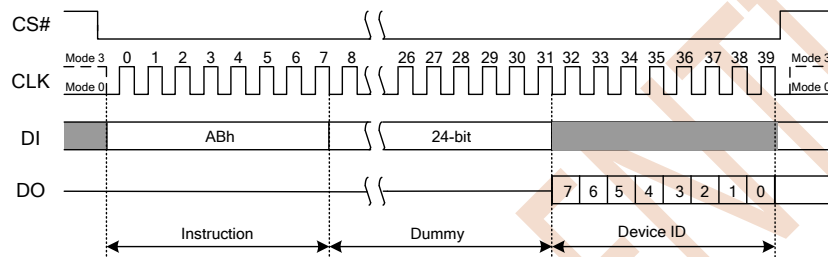 CS#
Mode 3 0 1 2 3 4 5 6 7 8 26 27 28 29 30 31 32 33 34 35 36 37 38 39 Mode 3
CLK
Mode 0 Mode 0
DI ABh 24-bit
DO 7 6 5 4 3 2 1 0
Instruction Dummy Device ID